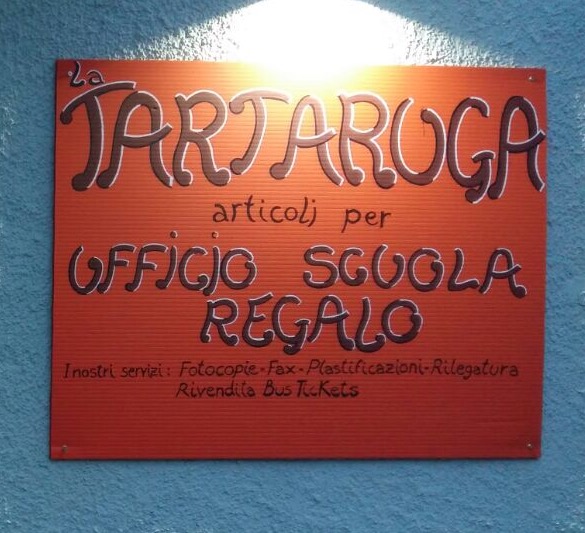 La
TARTARUGA
articoli per
UFFiCiO SCUOLA
REGALO
I nostri servizi: Fotocopie-Fax-Plastificazioni-Rilegatura
Rivendita Bus TicKets